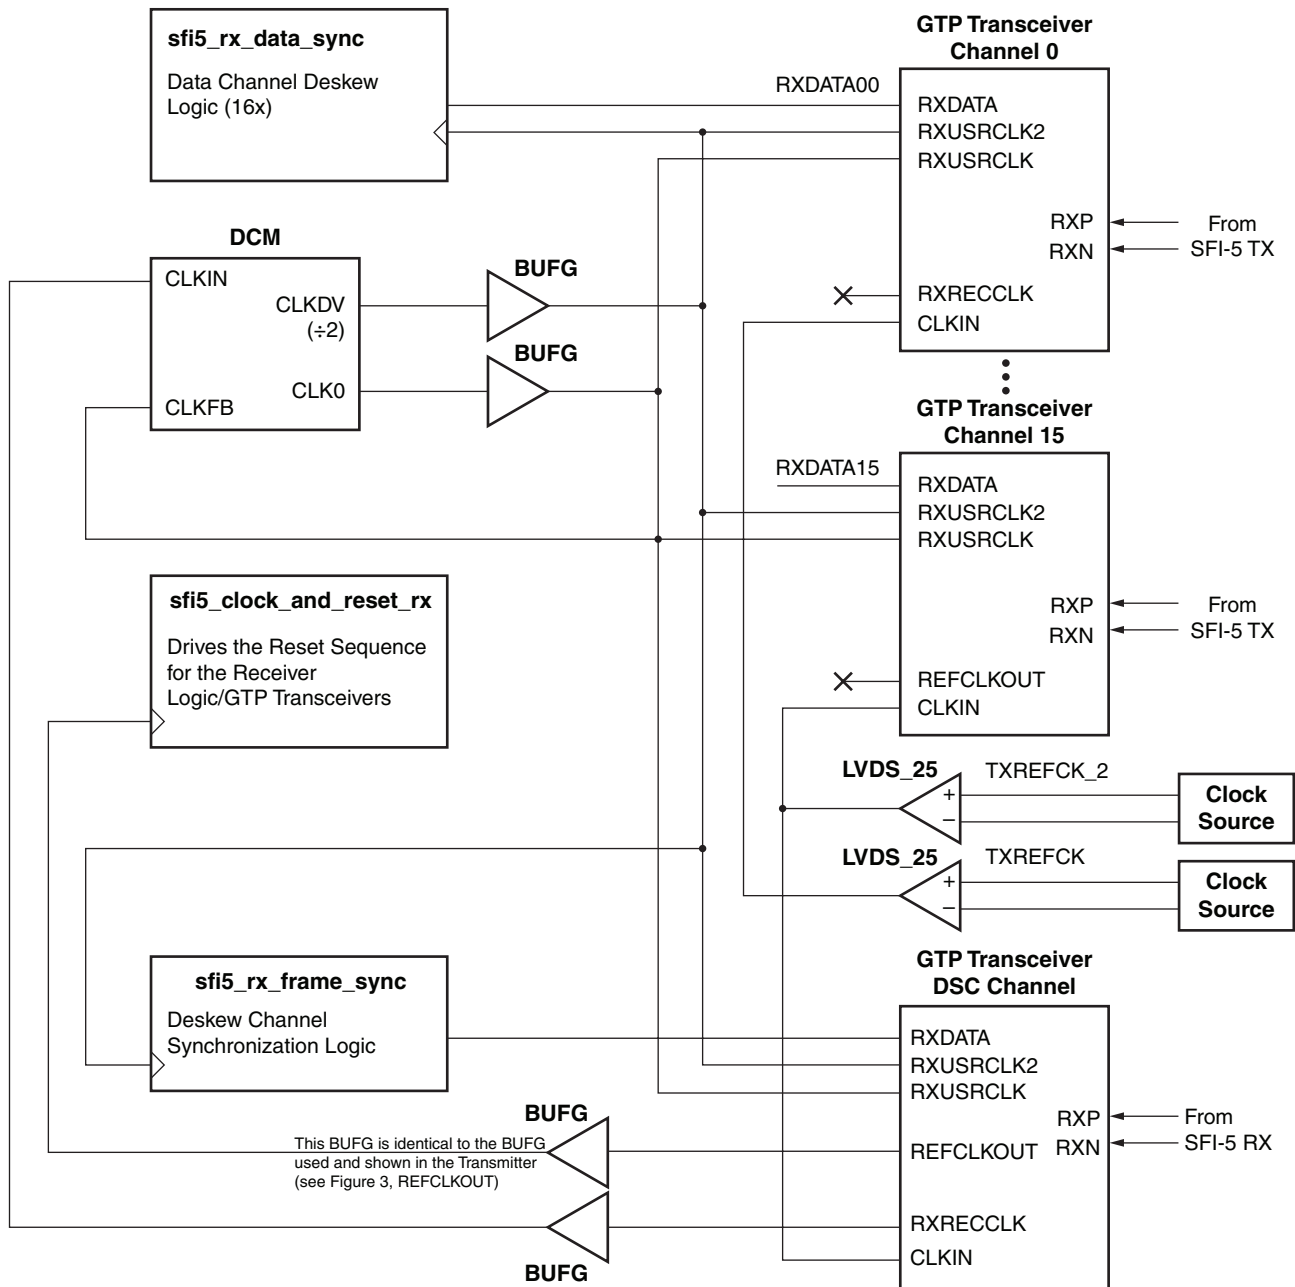 sfi5_rx_data_sync
Data Channel Deskew
Logic (16x)
GTP Transceiver
Channel 0
RXDATA00
RXDATA
RXUSRCLK2
RXUSRCLK
RXP
RXN
From
SFI-5 TX
RXRECCLK
CLKIN
DCM
CLKIN
CLKDV
(÷2)
CLK0
CLKFB
BUFG
BUFG
GTP Transceiver
Channel 15
RXDATA15
RXDATA
RXUSRCLK2
RXUSRCLK
RXP
RXN
From
SFI-5 TX
REFCLKOUT
CLKIN
sfi5_clock_and_reset_rx
Drives the Reset Sequence
for the Receiver
Logic/GTP Transceivers
LVDS_25
TXREFCK_2
+
−
Clock
Source
LVDS_25
TXREFCK
+
−
Clock
Source
sfi5_rx_frame_sync
Deskew Channel
Synchronization Logic
GTP Transceiver
DSC Channel
RXDATA
RXUSRCLK2
RXUSRCLK
RXP
RXN
From
SFI-5 RX
REFCLKOUT
RXRECCLK
CLKIN
BUFG
This BUFG is identical to the BUFG
used and shown in the Transmitter
(see Figure 3, REFCLKOUT)
BUFG